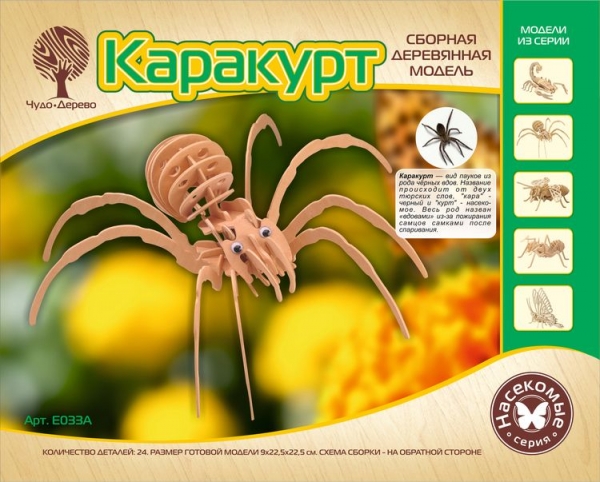 Чудо-Дерево
Каракурт
СБОРНАЯ
ДЕРЕВЯННАЯ
МОДЕЛЬ
МОДЕЛИ
ИЗ СЕРИИ
Каракурт — вид пауков из
рода чёрных вдов. Название
происходит от двух
тюрских слов, "кара" -
черный и "курт" - насеко-
мое. Весь род назван
«вдовами» из-за пожирания
самцов самками после
спаривания.
Арт. Е033А
Насекомые
серия
КОЛИЧЕСТВО ДЕТАЛЕЙ: 24. РАЗМЕР ГОТОВОЙ МОДЕЛИ 9х22,5х22,5 см. СХЕМА СБОРКИ - НА ОБРАТНОЙ СТОРОНЕ